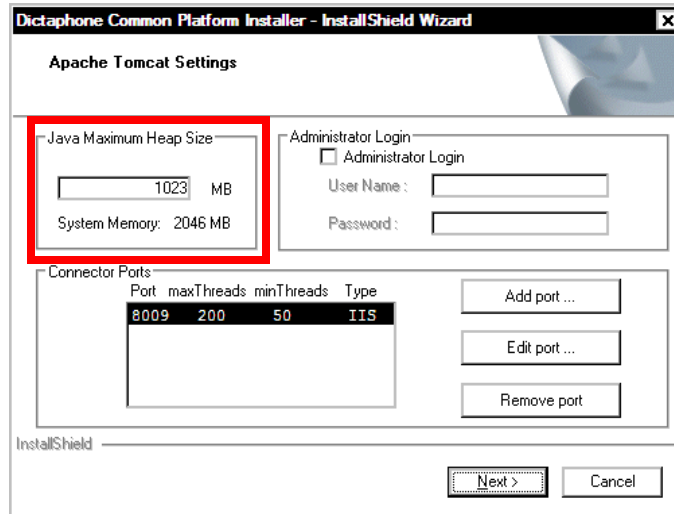 Dictaphone Common Platform Installer - InstallShield Wizard
Apache Tomcat Settings
Java Maximum Heap Size
1023 MB
System Memory: 2046 MB
Administrator Login
Administrator Login
User Name :
Password :
Connector Ports
Port maxThreads minThreads Type
8009 200 50 IIS
Add port ...
Edit port ...
Remove port
InstallShield
Next >
Cancel